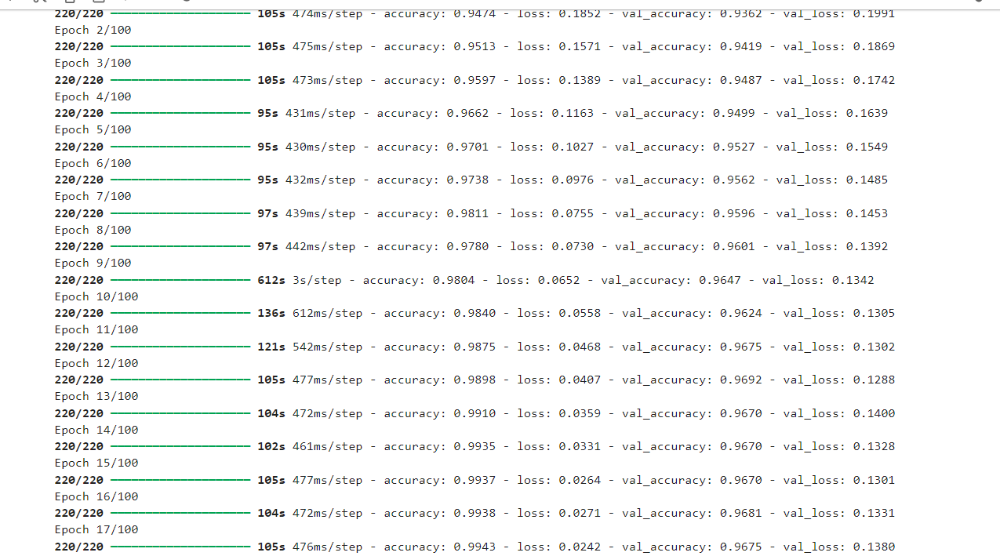 220/220 ━━━━━━━━━━━━━━━━━━━━ 105s 474ms/step - accuracy: 0.9474 - loss: 0.1852 - val_accuracy: 0.9362 - val_loss: 0.1991
Epoch 2/100
220/220 ━━━━━━━━━━━━━━━━━━━━ 105s 475ms/step - accuracy: 0.9513 - loss: 0.1571 - val_accuracy: 0.9419 - val_loss: 0.1869
Epoch 3/100
220/220 ━━━━━━━━━━━━━━━━━━━━ 105s 473ms/step - accuracy: 0.9597 - loss: 0.1389 - val_accuracy: 0.9487 - val_loss: 0.1742
Epoch 4/100
220/220 ━━━━━━━━━━━━━━━━━━━━ 95s 431ms/step - accuracy: 0.9662 - loss: 0.1163 - val_accuracy: 0.9499 - val_loss: 0.1639
Epoch 5/100
220/220 ━━━━━━━━━━━━━━━━━━━━ 95s 430ms/step - accuracy: 0.9701 - loss: 0.1027 - val_accuracy: 0.9527 - val_loss: 0.1549
Epoch 6/100
220/220 ━━━━━━━━━━━━━━━━━━━━ 95s 432ms/step - accuracy: 0.9738 - loss: 0.0976 - val_accuracy: 0.9562 - val_loss: 0.1485
Epoch 7/100
220/220 ━━━━━━━━━━━━━━━━━━━━ 97s 439ms/step - accuracy: 0.9811 - loss: 0.0755 - val_accuracy: 0.9596 - val_loss: 0.1453
Epoch 8/100
220/220 ━━━━━━━━━━━━━━━━━━━━ 97s 442ms/step - accuracy: 0.9780 - loss: 0.0730 - val_accuracy: 0.9601 - val_loss: 0.1392
Epoch 9/100
220/220 ━━━━━━━━━━━━━━━━━━━━ 612s 3s/step - accuracy: 0.9804 - loss: 0.0652 - val_accuracy: 0.9647 - val_loss: 0.1342
Epoch 10/100
220/220 ━━━━━━━━━━━━━━━━━━━━ 136s 612ms/step - accuracy: 0.9840 - loss: 0.0558 - val_accuracy: 0.9624 - val_loss: 0.1305
Epoch 11/100
220/220 ━━━━━━━━━━━━━━━━━━━━ 121s 542ms/step - accuracy: 0.9875 - loss: 0.0468 - val_accuracy: 0.9675 - val_loss: 0.1302
Epoch 12/100
220/220 ━━━━━━━━━━━━━━━━━━━━ 105s 477ms/step - accuracy: 0.9898 - loss: 0.0407 - val_accuracy: 0.9692 - val_loss: 0.1288
Epoch 13/100
220/220 ━━━━━━━━━━━━━━━━━━━━ 104s 472ms/step - accuracy: 0.9910 - loss: 0.0359 - val_accuracy: 0.9670 - val_loss: 0.1400
Epoch 14/100
220/220 ━━━━━━━━━━━━━━━━━━━━ 102s 461ms/step - accuracy: 0.9935 - loss: 0.0331 - val_accuracy: 0.9670 - val_loss: 0.1328
Epoch 15/100
220/220 ━━━━━━━━━━━━━━━━━━━━ 105s 477ms/step - accuracy: 0.9937 - loss: 0.0264 - val_accuracy: 0.9670 - val_loss: 0.1301
Epoch 16/100
220/220 ━━━━━━━━━━━━━━━━━━━━ 104s 472ms/step - accuracy: 0.9938 - loss: 0.0271 - val_accuracy: 0.9681 - val_loss: 0.1331
Epoch 17/100
220/220 ━━━━━━━━━━━━━━━━━━━━ 105s 476ms/step - accuracy: 0.9943 - loss: 0.0242 - val_accuracy: 0.9675 - val_loss: 0.1380